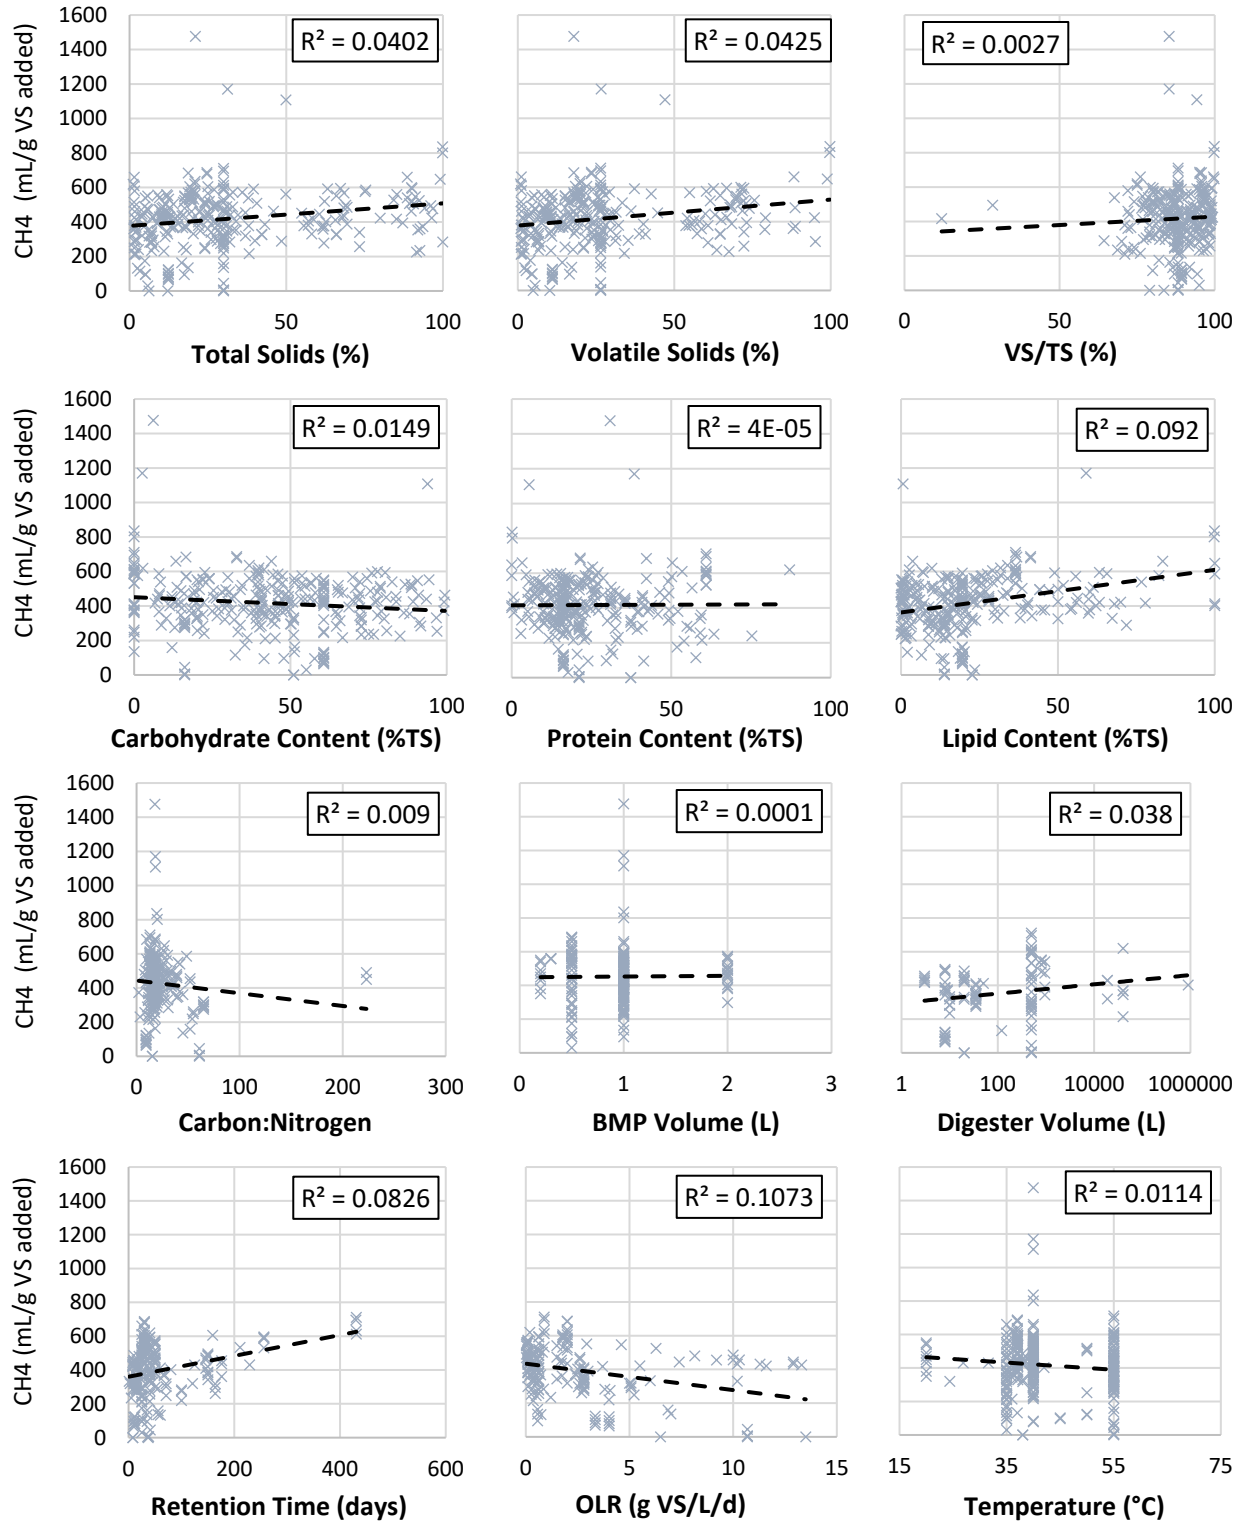 R² = 0.0402
R² = 0.0425
R² = 0.0027
CH4 (mL/g VS added)
1600
1400
1200
1000
800
600
400
200
0
0 50 100
0 50 100
0 50 100
Total Solids (%)
Volatile Solids (%)
VS/TS (%)
R² = 0.0149
R² = 4E-05
R² = 0.092
CH4 (mL/g VS added)
1600
1400
1200
1000
800
600
400
200
0
0 50 100
0 50 100
0 50 100
Carbohydrate Content (%TS)
Protein Content (%TS)
Lipid Content (%TS)
R² = 0.009
R² = 0.0001
R² = 0.038
CH4 (mL/g VS added)
1600
1400
1200
1000
800
600
400
200
0
0 100 200 300
0 1 2 3
1 100 10000 1000000
Carbon:Nitrogen
BMP Volume (L)
Digester Volume (L)
R² = 0.0826
R² = 0.1073
R² = 0.0114
CH4 (mL/g VS added)
1600
1400
1200
1000
800
600
400
200
0
0 200 400 600
0 5 10 15
15 35 55 75
Retention Time (days)
OLR (g VS/L/d)
Temperature (°C)